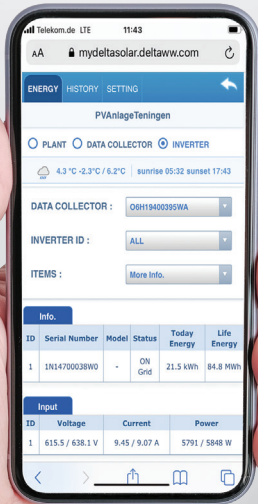 Telekom.de LTE 11:43
AA mydeltasolar.deltaww.com
ENERGY HISTORY SETTING
PVAnlageTeningen
PLANT DATA COLLECTOR INVERTER
4.3 °C -2.3°C / 6.2°C sunrise 05:32 sunset 17:43
DATA COLLECTOR : O6H19400395WA
INVERTER ID : ALL
ITEMS : More Info.
Info.
ID Serial Number Model Status Today Energy Life Energy
1 1N14700038W0 - ON Grid 21.5 kWh 84.8 MWh
Input
ID Voltage Current Power
1 615.5 / 638.1 V 9.45 / 9.07 A 5791 / 5848 W